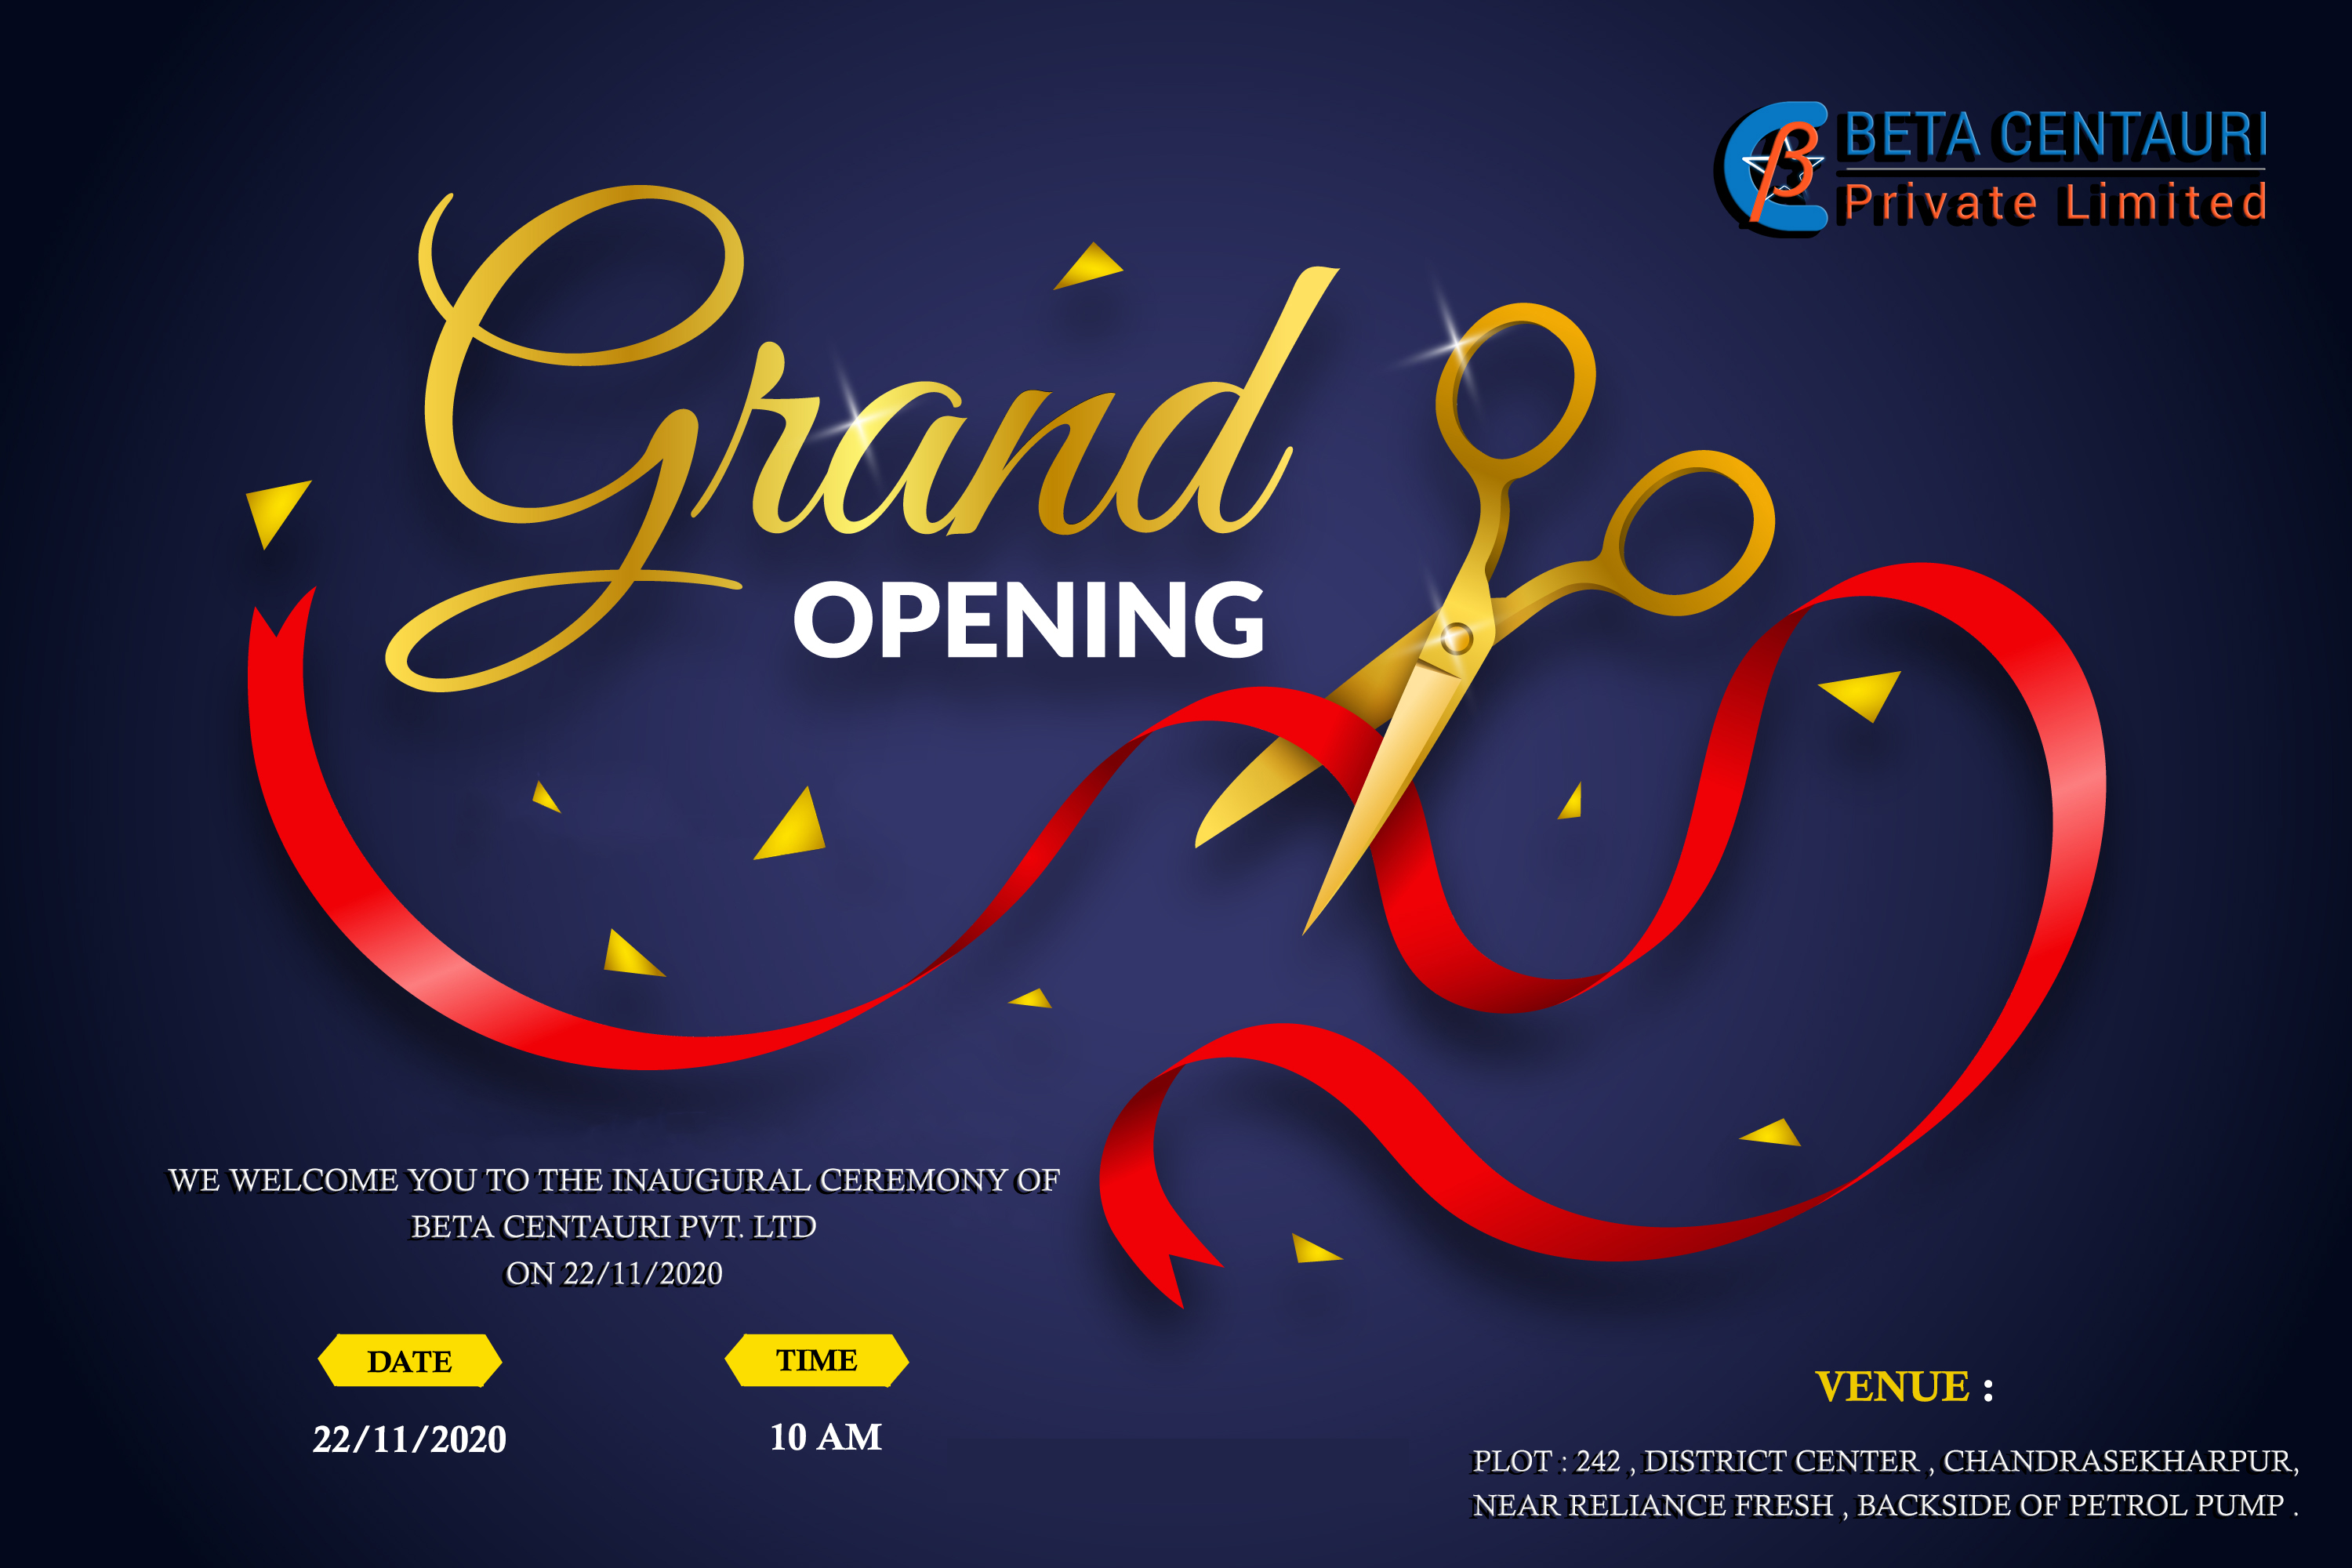 BETA CENTAURI
Private Limited
Grand
OPENING
WE WELCOME YOU TO THE INAUGURAL CEREMONY OF
BETA CENTAURI PVT. LTD
ON 22/11/2020
DATE
TIME
22/11/2020
10 AM
VENUE :
PLOT : 242 , DISTRICT CENTER , CHANDRASEKHARPUR,
NEAR RELIANCE FRESH , BACKSIDE OF PETROL PUMP .